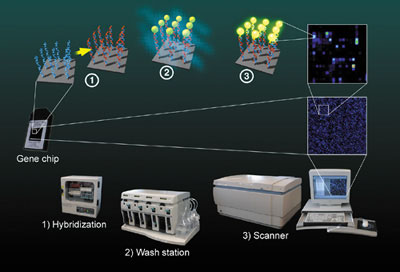 1
2
3
Gene chip
1) Hybridization
2) Wash station
3) Scanner